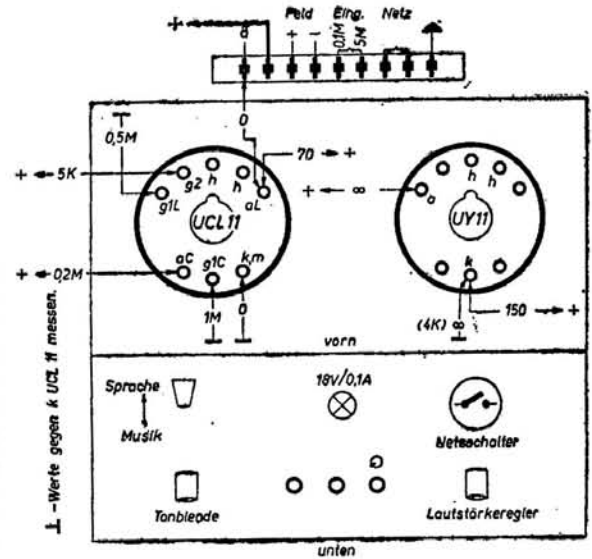 Feld Eing. Netz
+ a + - 0,1M 5M
0,5M
0
70 +
+ 5K
g2 h h
g1L aL
UCL11
+ ∞
a h h
UY11
+ 0,2M
aC g1C k,m
k
1M 0
(4K) ∞
150 +
vorn
⊥ -Werte gegen k UCL 11 messen.
Sprache
Musik
18V/0,1A
Netzschalter
Tonblende
Lautstärkeregler
unten